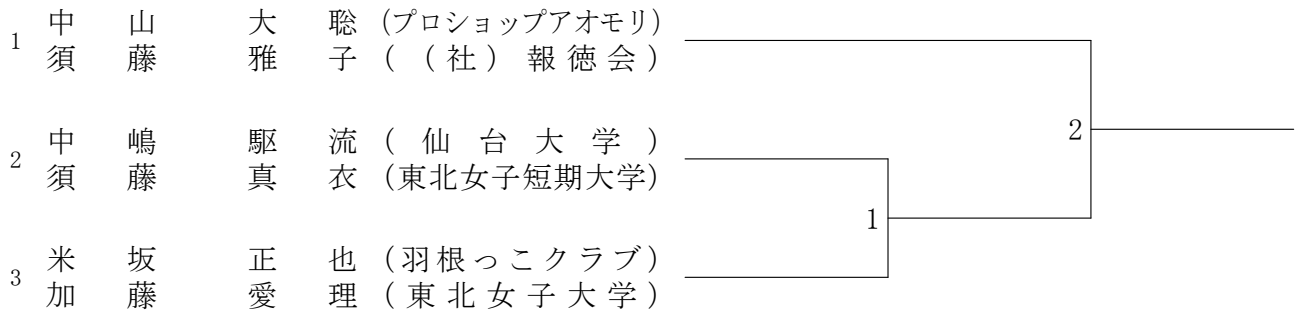 1 中山 大聡 (プロショップアオモリ)
須藤 雅子 ((社)報徳会)
2
2 中嶋 駆流 (仙台大学)
須藤 真衣 (東北女子短期大学)
1
3 米坂 正也 (羽根っこクラブ)
加藤 愛理 (東北女子大学)